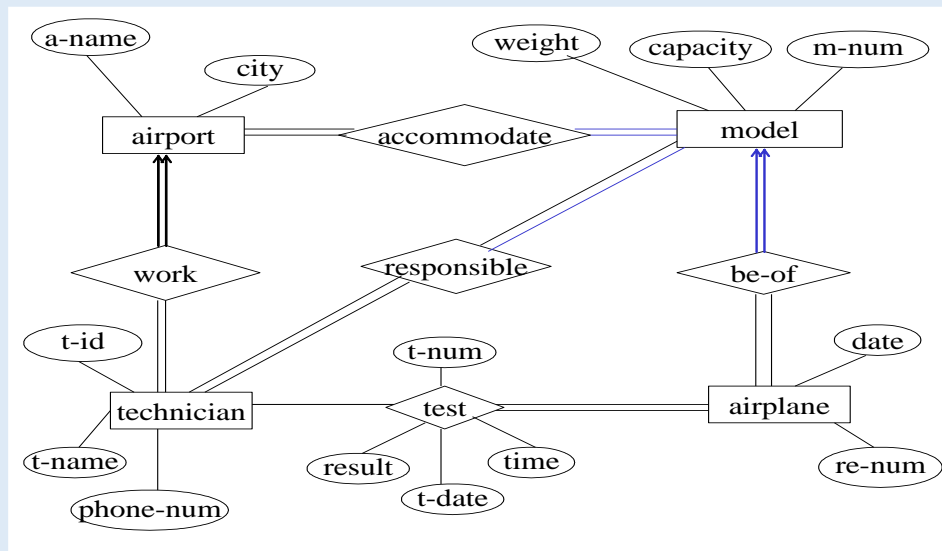 a-name
city
weight
capacity
m-num
airport
accommodate
model
work
responsible
be-of
t-id
t-num
date
technician
test
airplane
t-name
result
time
re-num
t-date
phone-num